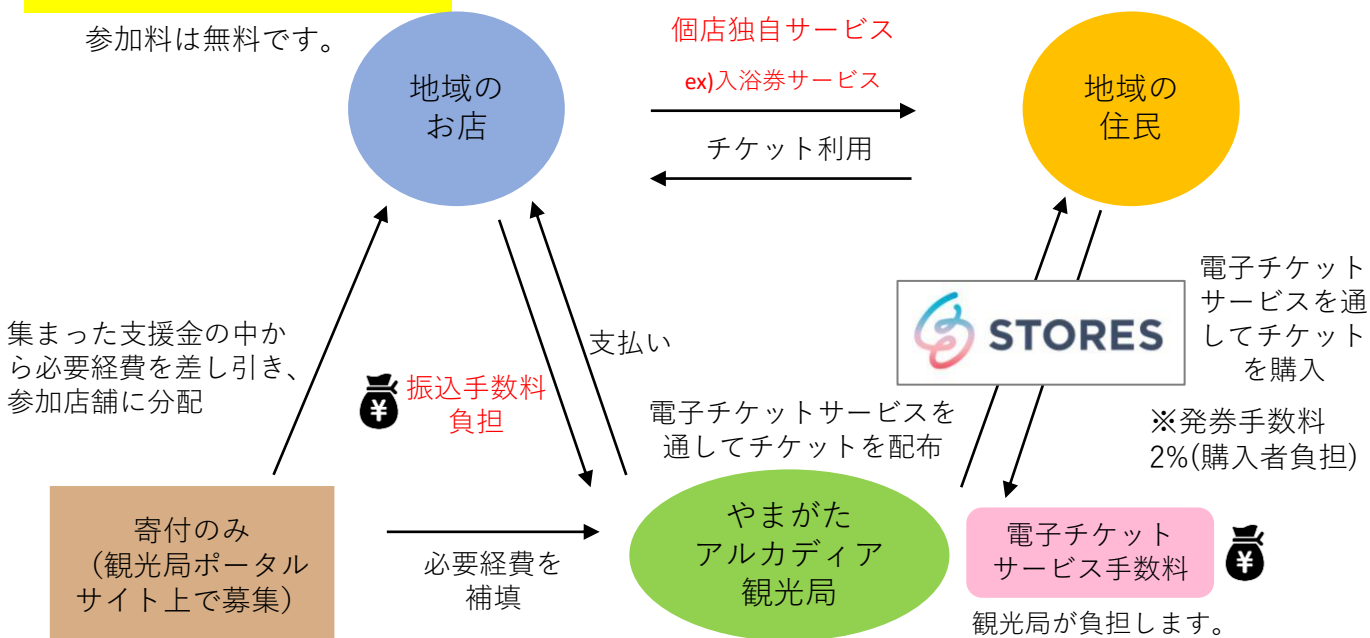 参加料は無料です。
地域の
お店
個店独自サービス
ex)入浴券サービス
チケット利用
地域の
住民
集まった支援金の中か
ら必要経費を差し引き、
参加店舗に分配
¥
振込手数料
負担
支払い
STORES
電子チケット
サービスを通
してチケット
を購入
※発券手数料
2%(購入者負担)
電子チケットサービスを
通してチケットを配布
寄付のみ
（観光局ポータル
サイト上で募集）
必要経費を
補填
やまがた
アルカディア
観光局
電子チケット
サービス手数料
¥
観光局が負担します。